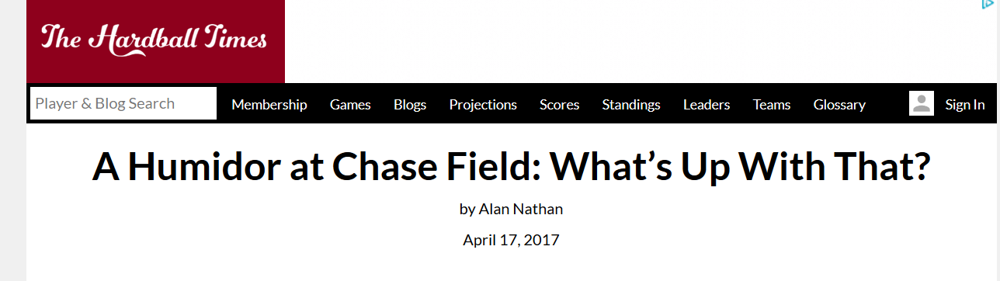 The Hardball Times
Player & Blog Search Membership Games Blogs Projections Scores Standings Leaders Teams Glossary Sign In
A Humidor at Chase Field: What’s Up With That?
by Alan Nathan
April 17, 2017